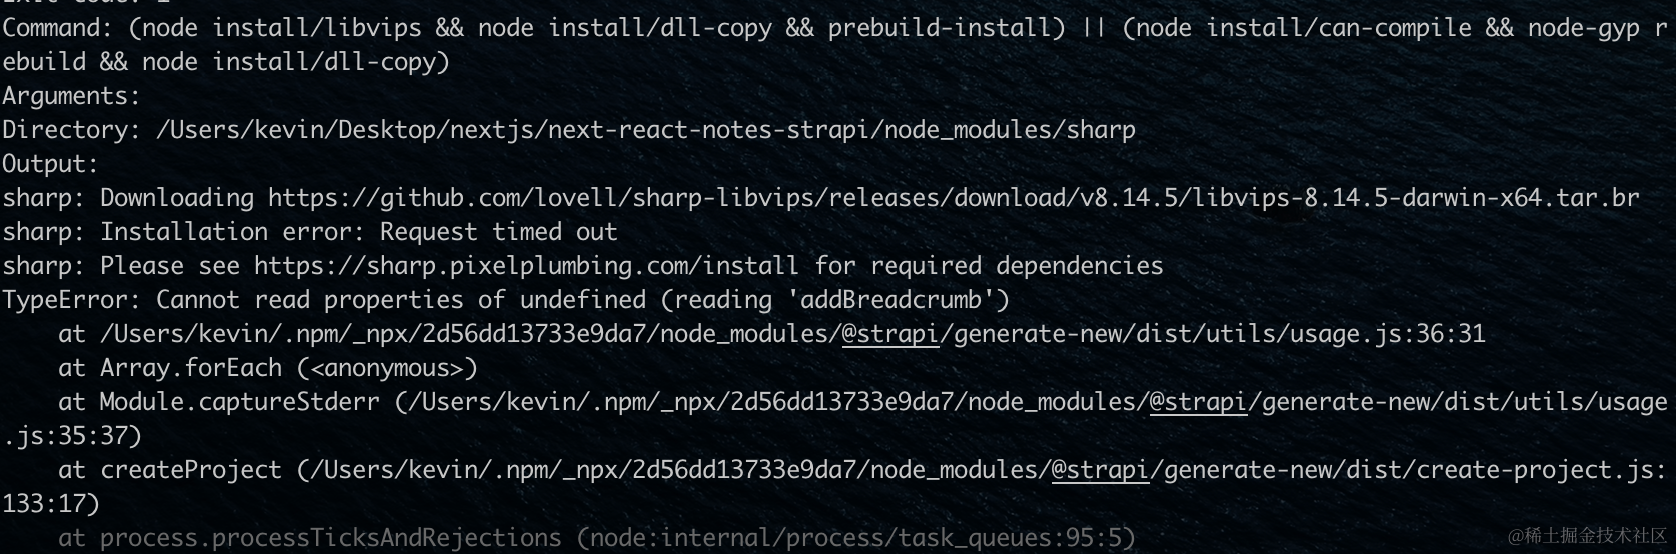 Exit Code: 1
Command: (node install/libvips && node install/dll-copy && prebuild-install) || (node install/can-compile && node-gyp r
ebuild && node install/dll-copy)
Arguments:
Directory: /Users/kevin/Desktop/nextjs/next-react-notes-strapi/node_modules/sharp
Output:
sharp: Downloading https://github.com/lovell/sharp-libvips/releases/download/v8.14.5/libvips-8.14.5-darwin-x64.tar.br
sharp: Installation error: Request timed out
sharp: Please see https://sharp.pixelplumbing.com/install for required dependencies
TypeError: Cannot read properties of undefined (reading 'addBreadcrumb')
    at /Users/kevin/.npm/_npx/2d56dd13733e9da7/node_modules/@strapi/generate-new/dist/utils/usage.js:36:31
    at Array.forEach (<anonymous>)
    at Module.captureStderr (/Users/kevin/.npm/_npx/2d56dd13733e9da7/node_modules/@strapi/generate-new/dist/utils/usage
.js:35:37)
    at createProject (/Users/kevin/.npm/_npx/2d56dd13733e9da7/node_modules/@strapi/generate-new/dist/create-project.js:
133:17)
    at process.processTicksAndRejections (node:internal/process/task_queues:95:5)
@稀土掘金技术社区